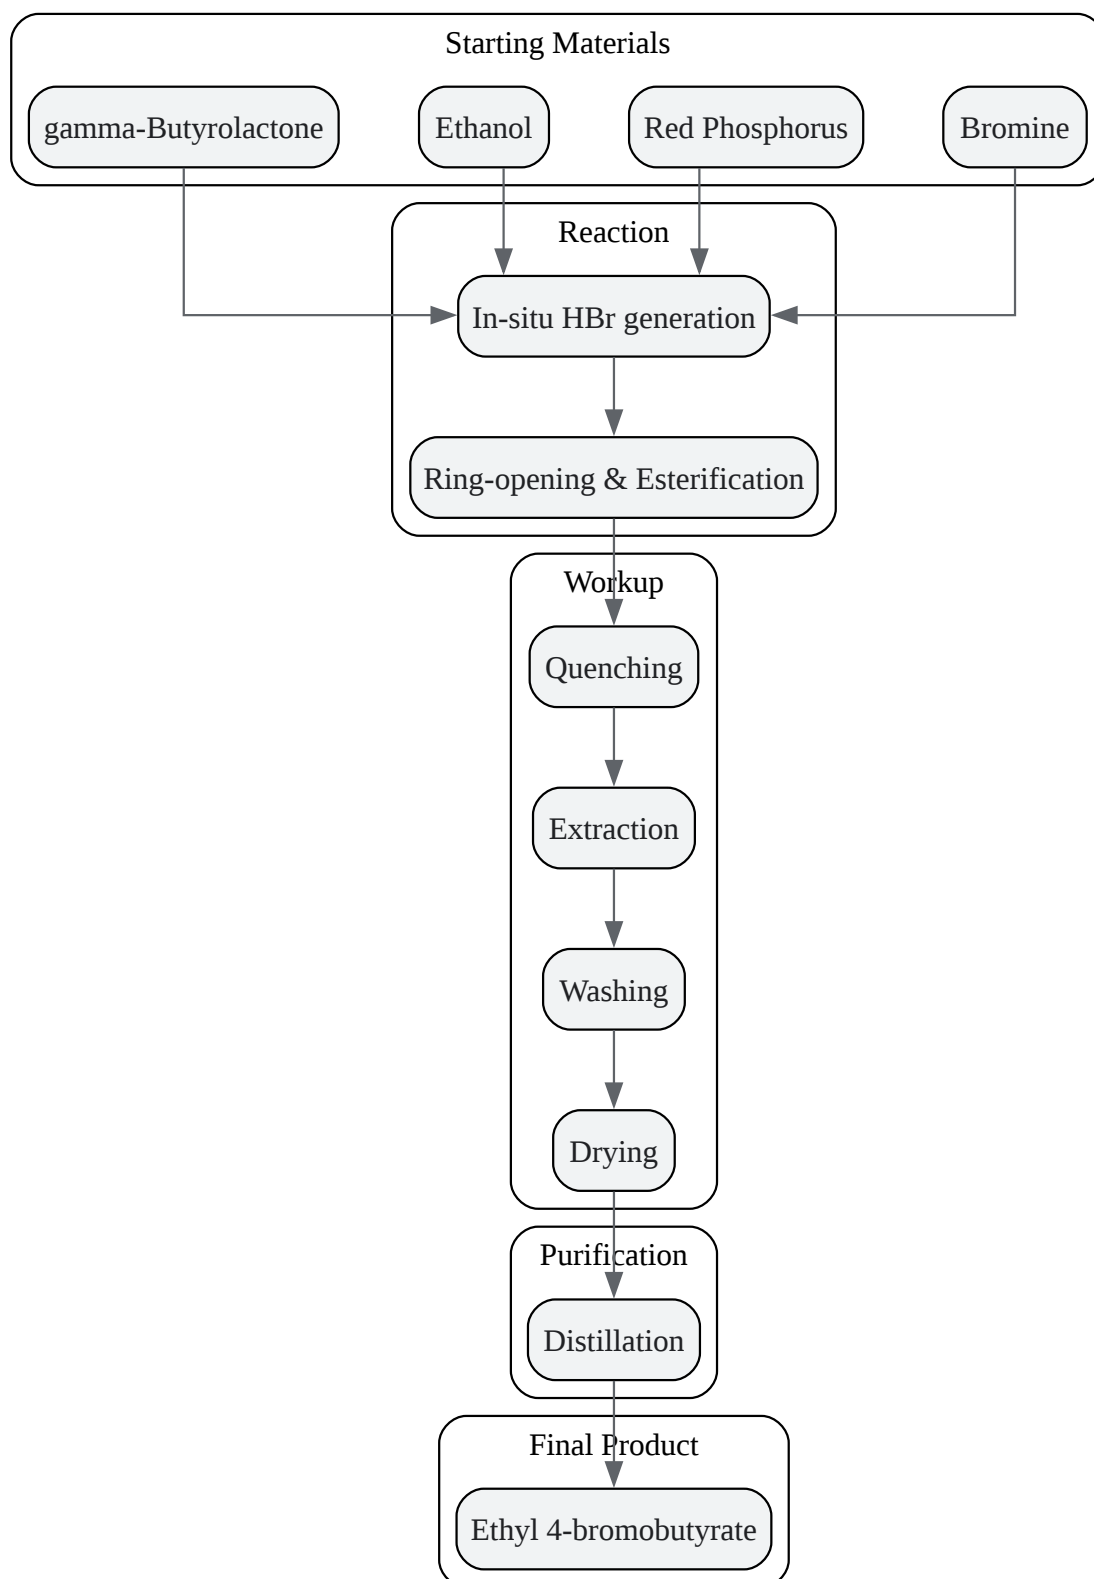 Starting Materials
gamma-Butyrolactone
Ethanol
Red Phosphorus
Bromine
Reaction
In-situ HBr generation
Ring-opening & Esterification
Workup
Quenching
Extraction
Washing
Drying
Purification
Distillation
Final Product
Ethyl 4-bromobutyrate